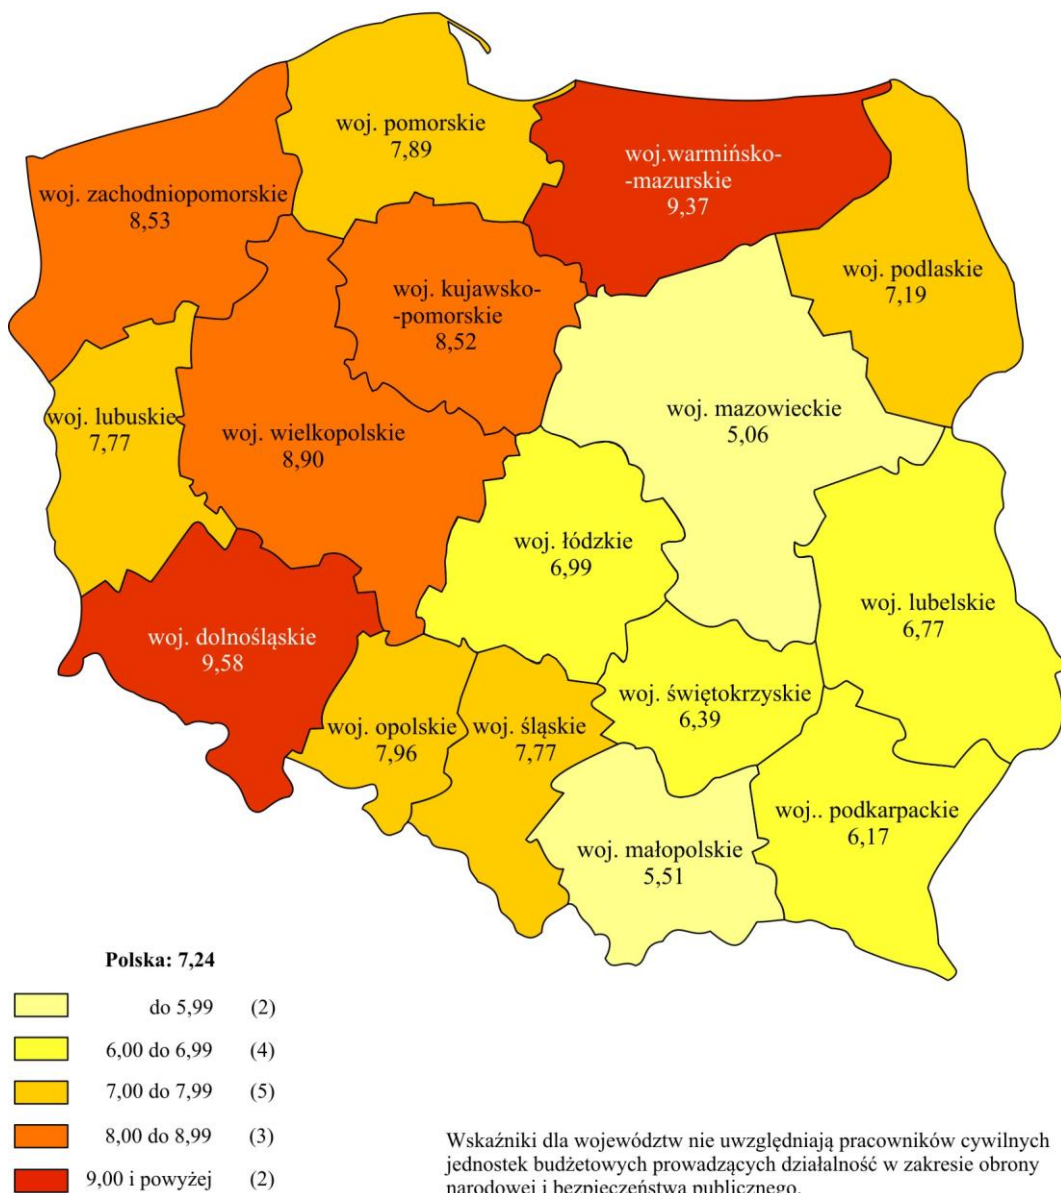 woj. pomorskie
7,89
woj.warmińsko-
-mazurskie
9,37
woj. zachodniopomorskie
8,53
woj. podlaskie
7,19
woj. kujawsko-
-pomorskie
8,52
woj. lubuskie
7,77
woj. wielkopolskie
8,90
woj. mazowieckie
5,06
woj. łódzkie
6,99
woj. lubelskie
6,77
woj. dolnośląskie
9,58
woj. opolskie
7,96
woj. śląskie
7,77
woj. świętokrzyskie
6,39
woj. małopolskie
5,51
woj.. podkarpackie
6,17
Polska: 7,24
do 5,99 (2)
6,00 do 6,99 (4)
7,00 do 7,99 (5)
8,00 do 8,99 (3)
9,00 i powyżej (2)
Wskaźniki dla województw nie uwzględniają pracowników cywilnych
jednostek budżetowych prowadzących działalność w zakresie obrony
narodowej i bezpieczeństwa publicznego.